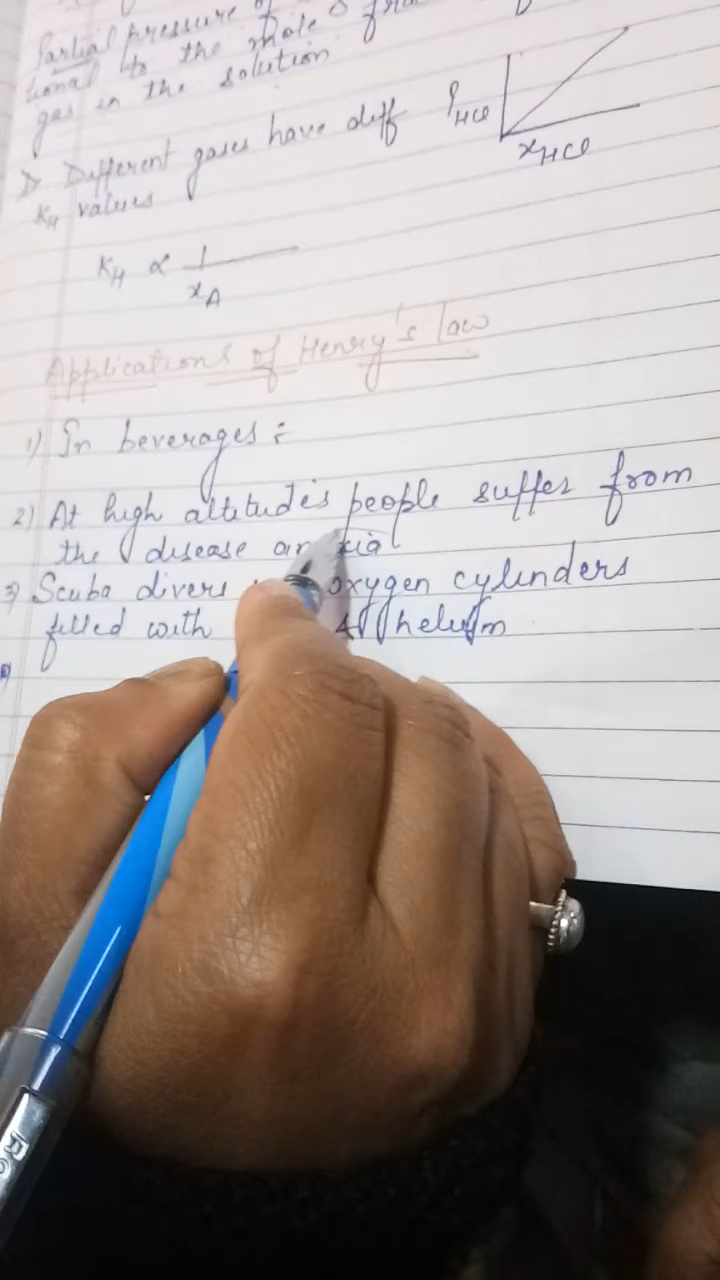 Partial pressure of
tional to the mole
gas in the solution
Different gases have diff
KH values
PHCl
xHCl
KH ∝ 1
xA
Applications of Henry's law
1) In beverages :
2) At high altitudes people suffer from
the disease
3) Scuba divers oxygen cylinders
filled with helium